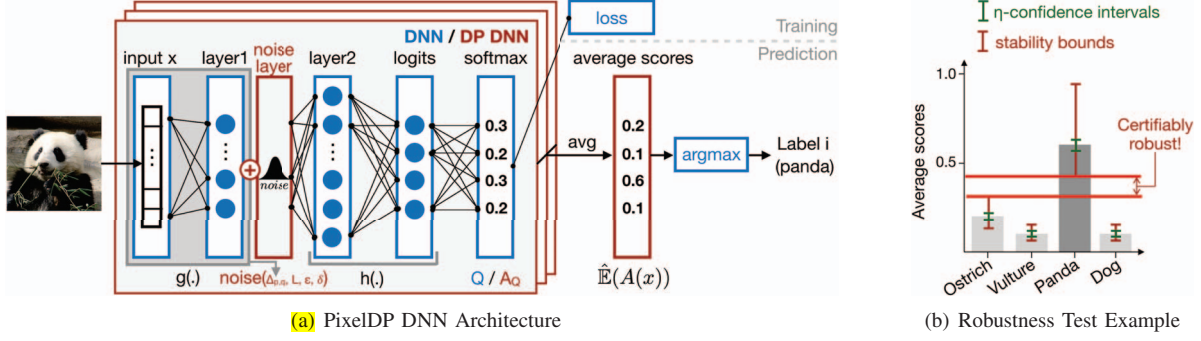 DNN / DP DNN
loss
Training
Prediction
input x
layer1
noise
layer
layer2
logits
softmax
average scores
...
...
...
+
noise
0.3
0.2
0.3
0.2
avg
0.2
0.1
0.6
0.1
argmax
Label i
(panda)
g(.)
noise(Δp,q, L, ε, δ)
h(.)
Q / AQ
Ê(A(x))
(a) PixelDP DNN Architecture
η-confidence intervals
stability bounds
1.0
0.5
Average scores
Certifiably
robust!
Ostrich
Vulture
Panda
Dog
(b) Robustness Test Example